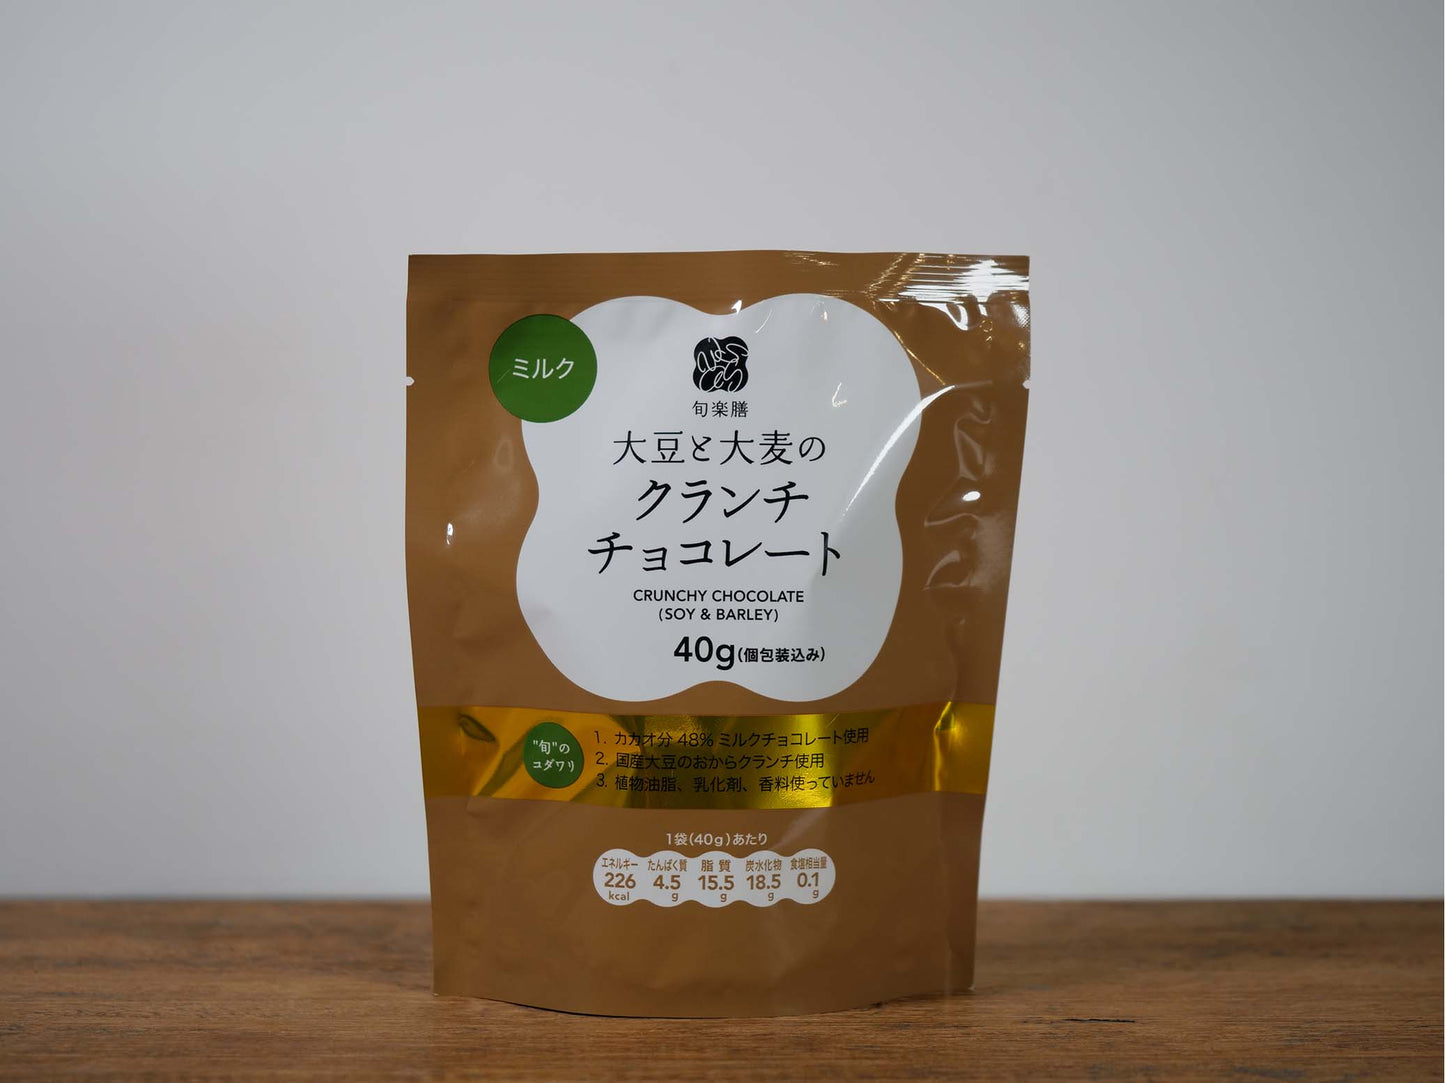 ミルク
旬楽膳
大豆と大麦の
クランチ
チョコレート
CRUNCHY CHOCOLATE
(SOY & BARLEY)
40g(個包装込み)
"旬"の
コダワリ
1. カカオ分 48% ミルクチョコレート使用
2. 国産大豆のおからクランチ使用
3. 植物油脂、乳化剤、香料使っていません
1袋(40g)あたり
エネルギー たんぱく質 脂質 炭水化物 食塩相当量
226 4.5 15.5 18.5 0.1
kcal g g g g